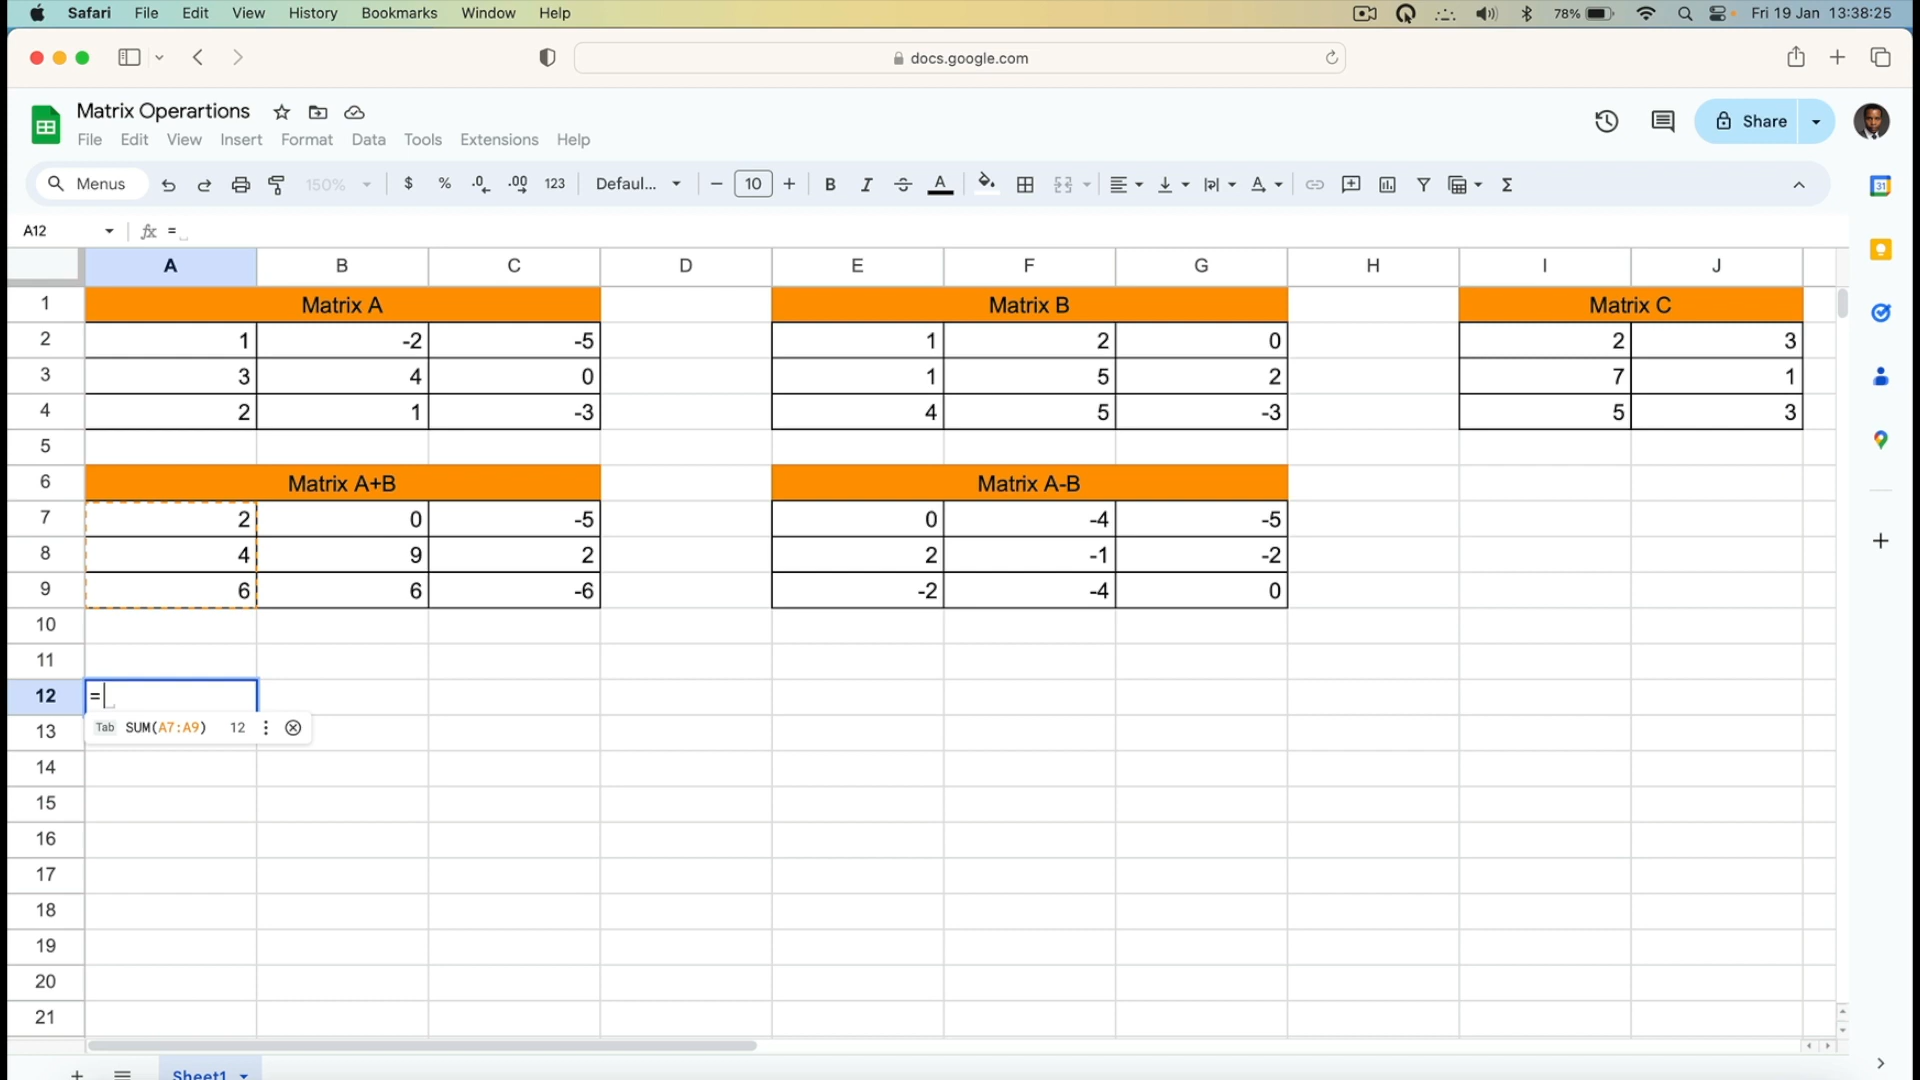 Safari File Edit View History Bookmarks Window Help 78% Fri 19 Jan 13:38:25
docs.google.com
Matrix Operartions
File Edit View Insert Format Data Tools Extensions Help
Share
Menus 150% $ % .0 .00 123 Defaul... − 10 + B I S A Σ
31
A12 fx =
A B C D E F G H I J
1 Matrix A Matrix B Matrix C
2 1 -2 -5 1 2 0 2 3
3 3 4 0 1 5 2 7 1
4 2 1 -3 4 5 -3 5 3
5
6 Matrix A+B Matrix A-B
7 2 0 -5 0 -4 -5
8 4 9 2 2 -1 -2
9 6 6 -6 -2 -4 0
10
11
12 =
Tab SUM(A7:A9) 12
13
14
15
16
17
18
19
20
21
Sheet1